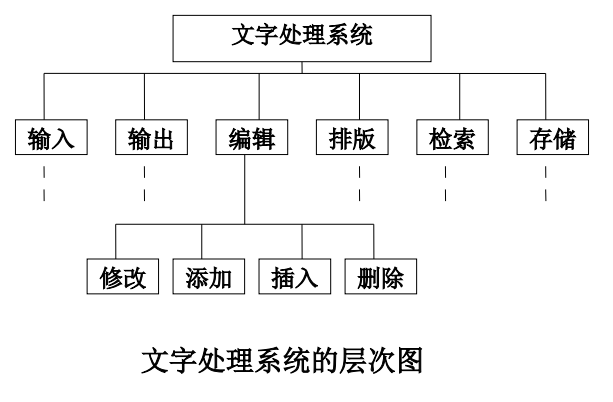 文字处理系统
输入 输出 编辑 排版 检索 存储
修改 添加 插入 删除
文字处理系统的层次图